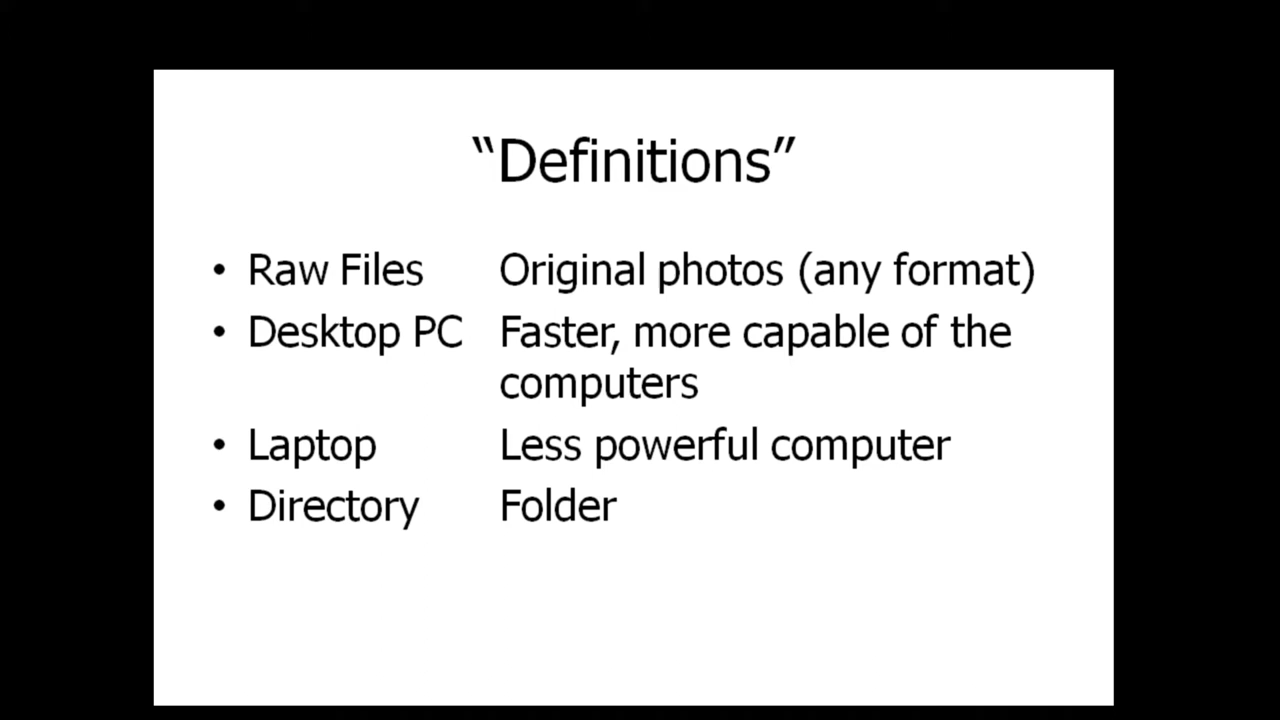 “Definitions”
• Raw Files Original photos (any format)
• Desktop PC Faster, more capable of the
computers
• Laptop Less powerful computer
• Directory Folder